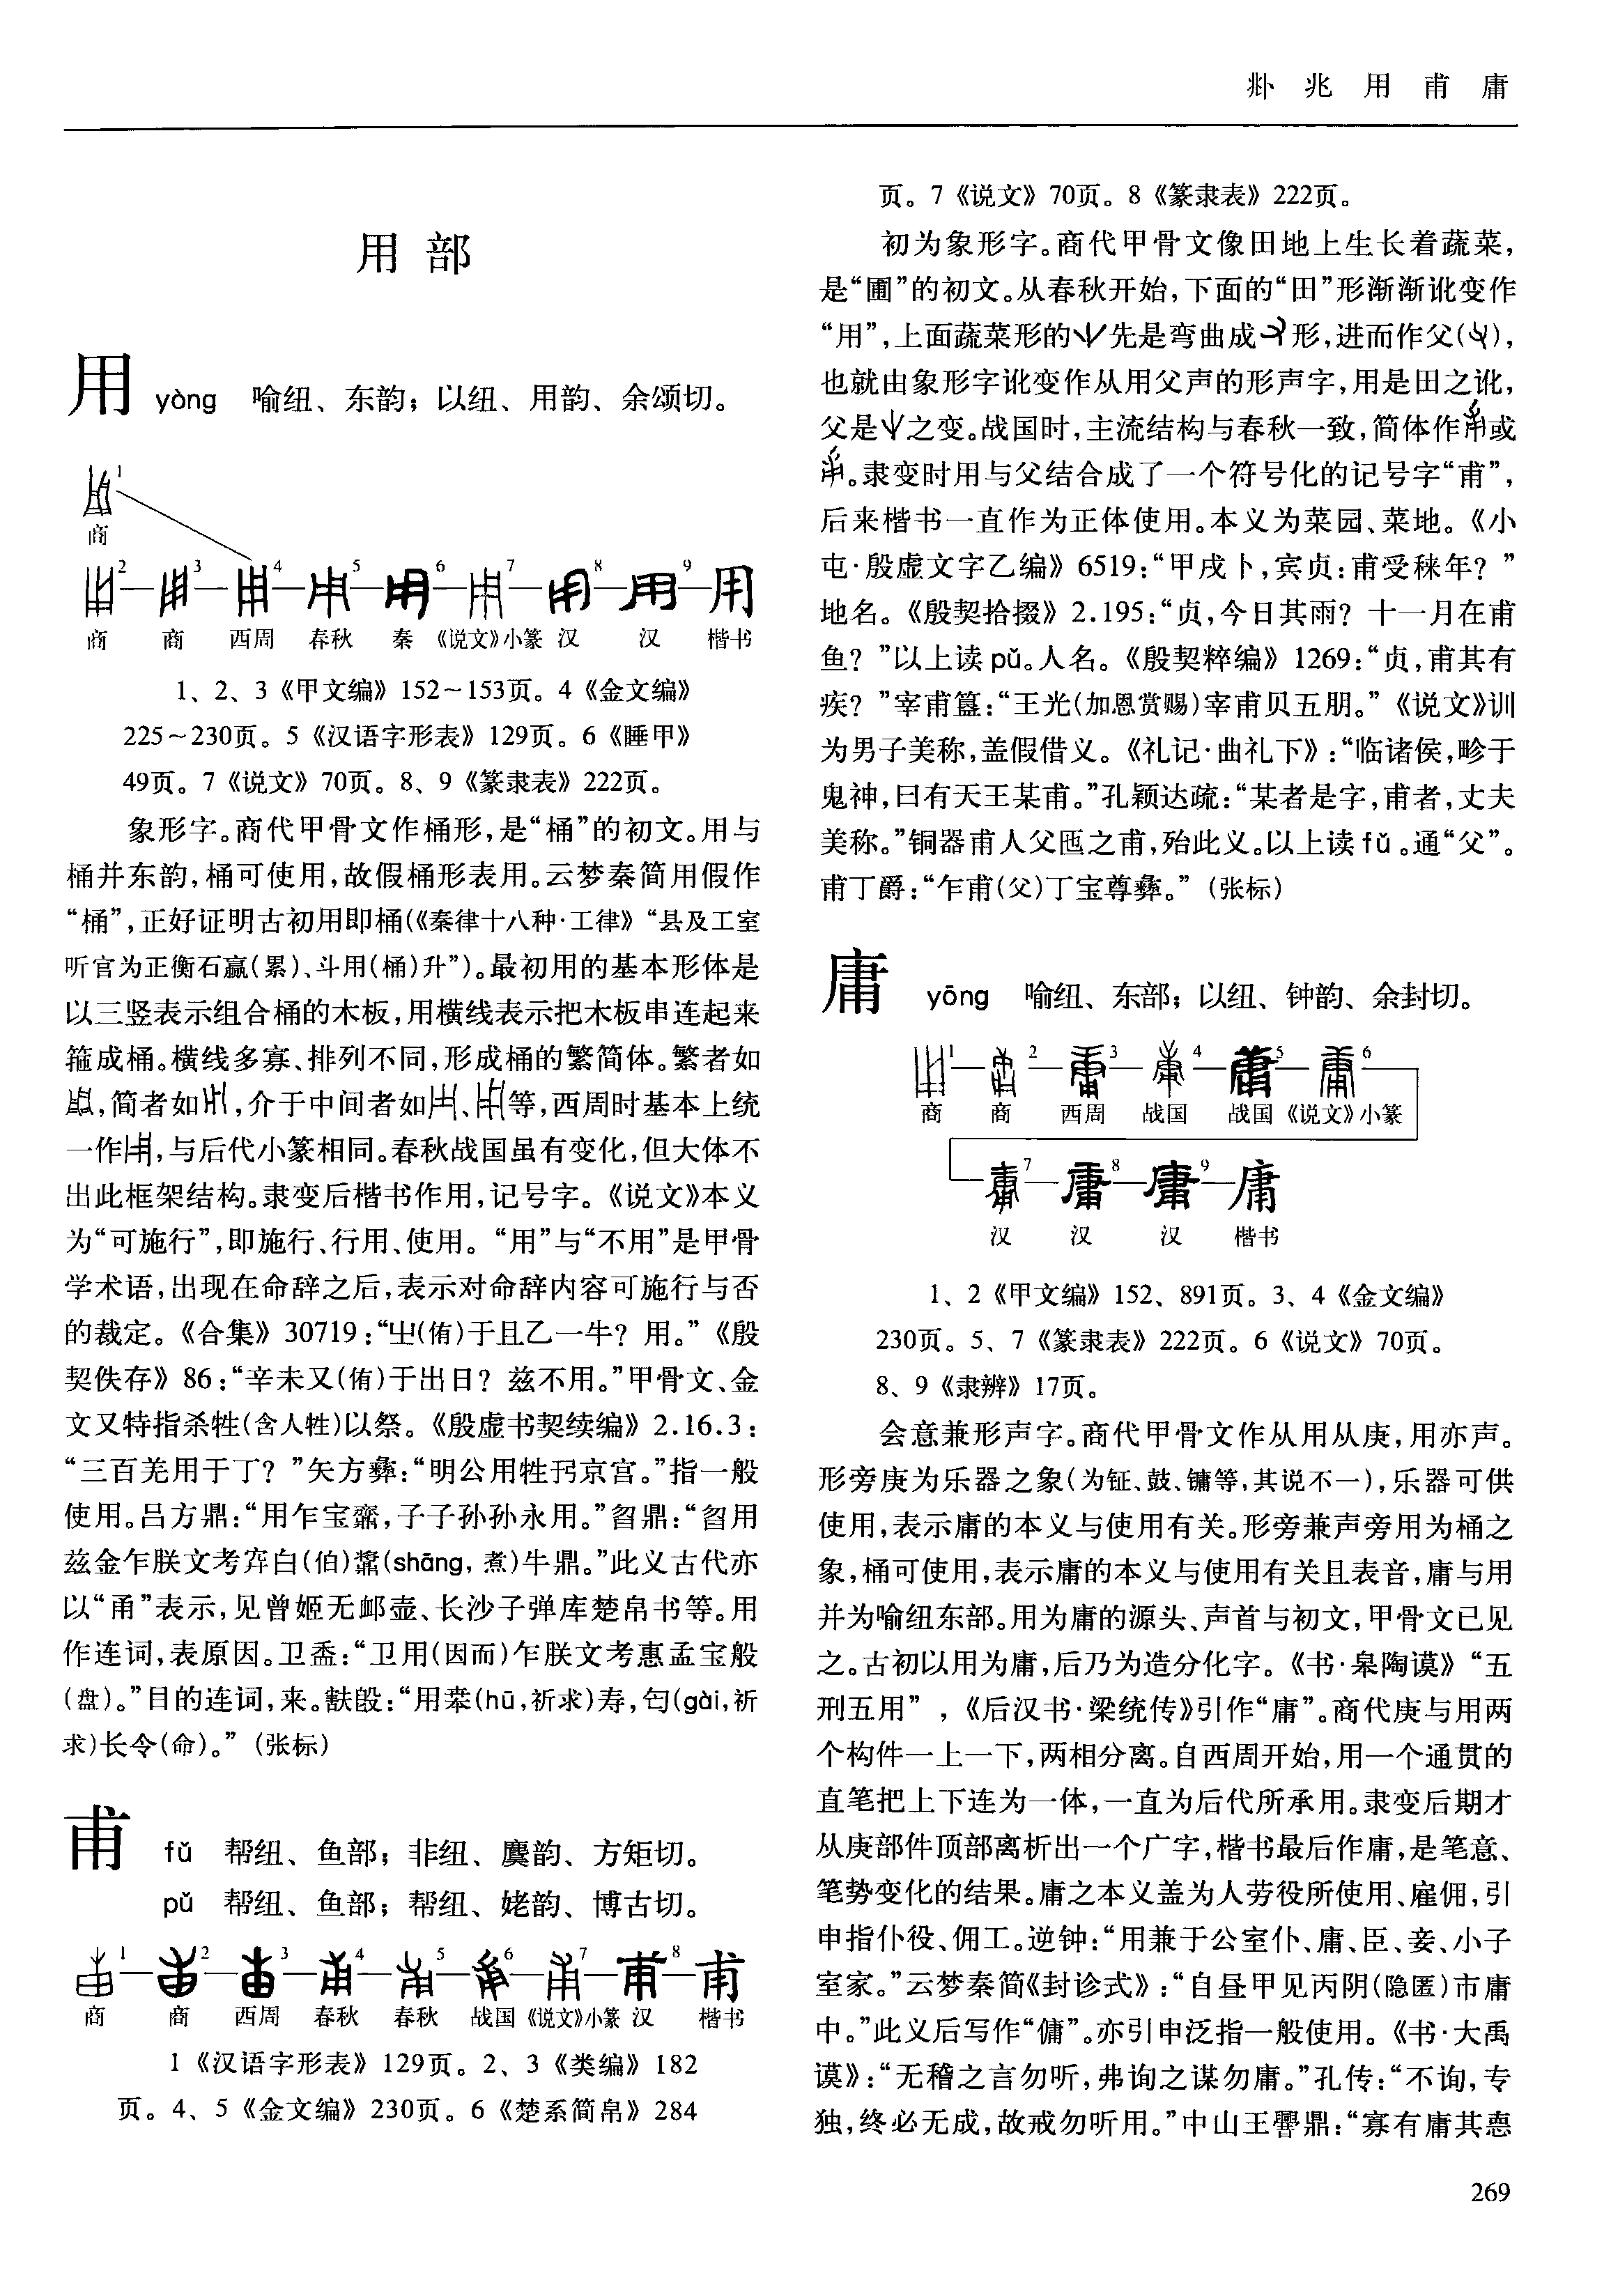 𠧞 兆 用 甫 庸
用 部
用 yòng 喻纽、东韵；以纽、用韵、余颂切。
1
商
2 3 4 5 6 7 8 9 用
商 商 西周 春秋 秦 《说文》小篆 汉 汉 楷书
1、2、3《甲文编》152~153页。4《金文编》
225~230页。5《汉语字形表》129页。6《睡甲》
49页。7《说文》70页。8、9《篆隶表》222页。
象形字。商代甲骨文作桶形，是“桶”的初文。用与
桶并东韵，桶可使用，故假桶形表用。云梦秦简用假作
“桶”，正好证明古初用即桶(《秦律十八种·工律》“县及工室
听官为正衡石赢(累)、斗用(桶)升”)。最初用的基本形体是
以三竖表示组合桶的木板，用横线表示把木板串连起来
箍成桶。横线多寡、排列不同，形成桶的繁简体。繁者如
，简者如，介于中间者如、等，西周时基本上统
一作，与后代小篆相同。春秋战国虽有变化，但大体不
出此框架结构。隶变后楷书作用，记号字。《说文》本义
为“可施行”，即施行、行用、使用。“用”与“不用”是甲骨
学术语，出现在命辞之后，表示对命辞内容可施行与否
的裁定。《合集》30719：“㞢(侑)于且乙一牛？用。”《殷
契佚存》86：“辛未又(侑)于出日？兹不用。”甲骨文、金
文又特指杀牲(含人牲)以祭。《殷虚书契续编》2.16.3：
“三百羌用于丁？”矢方彝：“明公用牲于京宫。”指一般
使用。吕方鼎：“用乍宝鼒，子子孙孙永用。”曶鼎：“曶用
兹金乍朕文考宄白(伯)鷩(shāng，煮)牛鼎。”此义古代亦
以“甬”表示，见曾姬无卹壶、长沙子弹库楚帛书等。用
作连词，表原因。卫盉：“卫用(因而)乍朕文考惠孟宝般
(盘)。”目的连词，来。㝬𣪘：“用𠦪(hū，祈求)寿，匄(gài，祈
求)长令(命)。”（张标）
甫 fǔ 帮纽、鱼部；非纽、麌韵、方矩切。
pǔ 帮纽、鱼部；帮纽、姥韵、博古切。
1 2 3 4 5 6 7 8 甫
商 商 西周 春秋 春秋 战国 《说文》小篆 汉 楷书
1《汉语字形表》129页。2、3《类编》182
页。4、5《金文编》230页。6《楚系简帛》284
页。7《说文》70页。8《篆隶表》222页。
初为象形字。商代甲骨文像田地上生长着蔬菜，
是“圃”的初文。从春秋开始，下面的“田”形渐渐讹变作
“用”，上面蔬菜形的先是弯曲成形，进而作父()，
也就由象形字讹变作从用父声的形声字，用是田之讹，
父是之变。战国时，主流结构与春秋一致，简体作或
。隶变时用与父结合成了一个符号化的记号字“甫”，
后来楷书一直作为正体使用。本义为菜园、菜地。《小
屯·殷虚文字乙编》6519：“甲戌卜，宾贞：甫受秣年？”
地名。《殷契拾掇》2.195：“贞，今日其雨？十一月在甫
鱼？”以上读 pǔ。人名。《殷契粹编》1269：“贞，甫其有
疾？”宰甫簋：“王光(加恩赏赐)宰甫贝五朋。”《说文》训
为男子美称，盖假借义。《礼记·曲礼下》：“临诸侯，畛于
鬼神，曰有天王某甫。”孔颖达疏：“某者是字，甫者，丈夫
美称。”铜器甫人父匜之甫，殆此义。以上读 fǔ。通“父”。
甫丁爵：“乍甫(父)丁宝尊彝。”（张标）
庸 yōng 喻纽、东部；以纽、钟韵、余封切。
1 2 3 4 5 6
商 商 西周 战国 战国 《说文》小篆
7 8 9 庸
汉 汉 汉 楷书
1、2《甲文编》152、891页。3、4《金文编》
230页。5、7《篆隶表》222页。6《说文》70页。
8、9《隶辨》17页。
会意兼形声字。商代甲骨文作从用从庚，用亦声。
形旁庚为乐器之象(为钲、鼓、镛等，其说不一)，乐器可供
使用，表示庸的本义与使用有关。形旁兼声旁用为桶之
象，桶可使用，表示庸的本义与使用有关且表音，庸与用
并为喻纽东部。用为庸的源头、声首与初文，甲骨文已见
之。古初以用为庸，后乃为造分化字。《书·皋陶谟》“五
刑五用”，《后汉书·梁统传》引作“庸”。商代庚与用两
个构件一上一下，两相分离。自西周开始，用一个通贯的
直笔把上下连为一体，一直为后代所承用。隶变后期才
从庚部件顶部离析出一个广字，楷书最后作庸，是笔意、
笔势变化的结果。庸之本义盖为人劳役所使用、雇佣，引
申指仆役、佣工。逆钟：“用兼于公室仆、庸、臣、妾、小子
室家。”云梦秦简《封诊式》：“自昼甲见丙阴(隐匿)市庸
中。”此义后写作“傭”。亦引申泛指一般使用。《书·大禹
谟》：“无稽之言勿听，弗询之谋勿庸。”孔传：“不询，专
独，终必无成，故戒勿听用。”中山王鼎：“寡有庸其悳
269